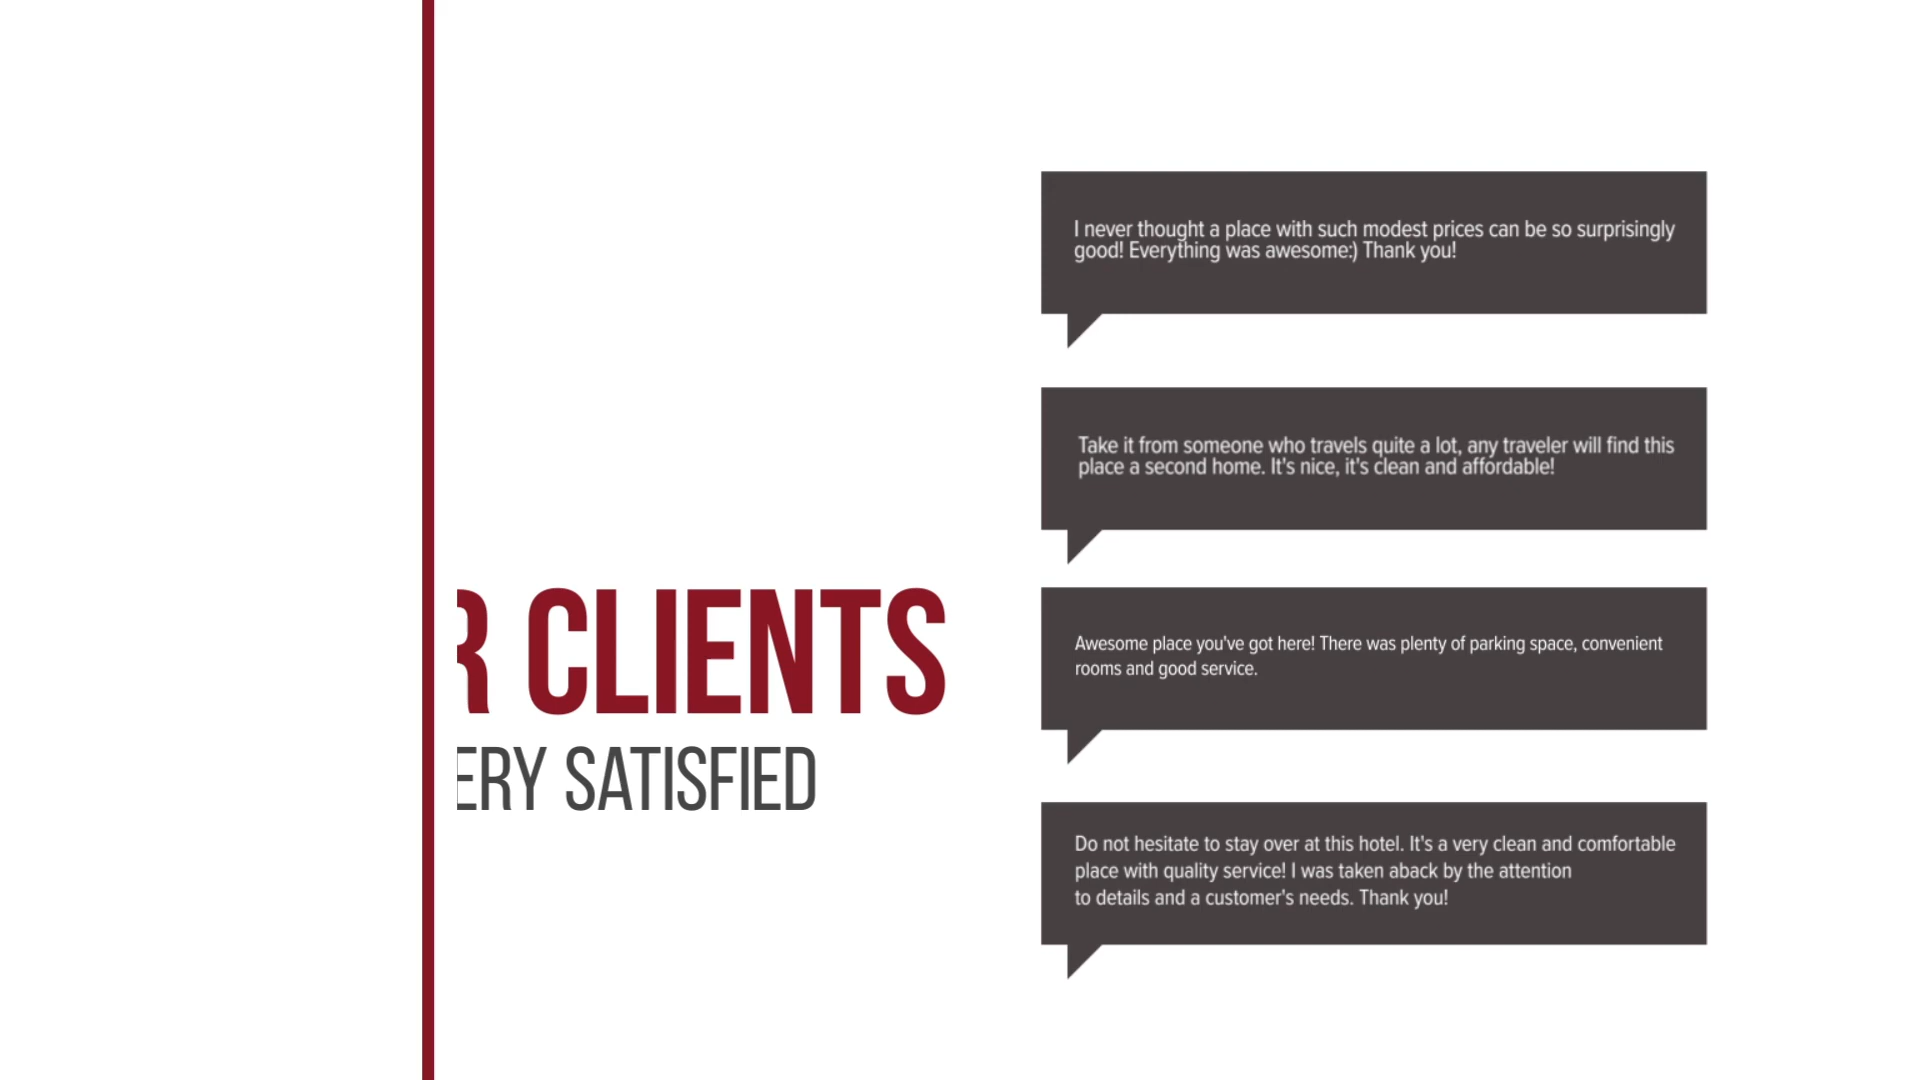 R CLIENTS
ERY SATISFIED
I never thought a place with such modest prices can be so surprisingly
good! Everything was awesome:) Thank you!
Take it from someone who travels quite a lot, any traveler will find this
place a second home. It's nice, it's clean and affordable!
Awesome place you've got here! There was plenty of parking space, convenient
rooms and good service.
Do not hesitate to stay over at this hotel. It's a very clean and comfortable
place with quality service! I was taken aback by the attention
to details and a customer's needs. Thank you!